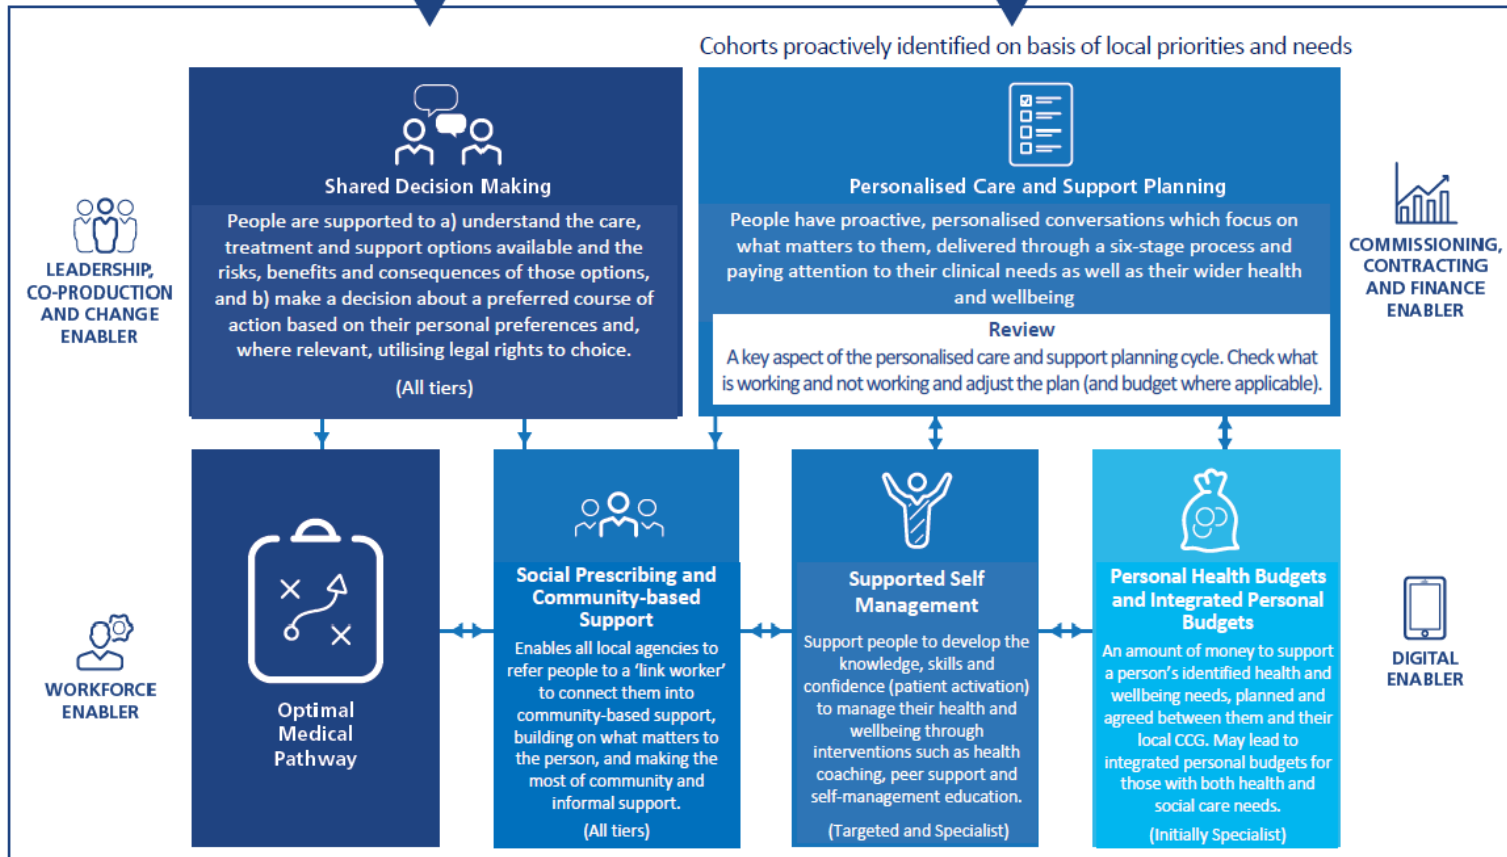 Cohorts proactively identified on basis of local priorities and needs
Shared Decision Making
People are supported to a) understand the care,
treatment and support options available and the
risks, benefits and consequences of those options,
and b) make a decision about a preferred course of
action based on their personal preferences and,
where relevant, utilising legal rights to choice.
(All tiers)
Personalised Care and Support Planning
People have proactive, personalised conversations which focus on
what matters to them, delivered through a six-stage process and
paying attention to their clinical needs as well as their wider health
and wellbeing
Review
A key aspect of the personalised care and support planning cycle. Check what
is working and not working and adjust the plan (and budget where applicable).
LEADERSHIP,
CO-PRODUCTION
AND CHANGE
ENABLER
COMMISSIONING,
CONTRACTING
AND FINANCE
ENABLER
WORKFORCE
ENABLER
Optimal
Medical
Pathway
Social Prescribing and
Community-based
Support
Enables all local agencies to
refer people to a ‘link worker’
to connect them into
community-based support,
building on what matters to
the person, and making the
most of community and
informal support.
(All tiers)
Supported Self
Management
Support people to develop the
knowledge, skills and
confidence (patient activation)
to manage their health and
wellbeing through
interventions such as health
coaching, peer support and
self-management education.
(Targeted and Specialist)
Personal Health Budgets
and Integrated Personal
Budgets
An amount of money to support
a person’s identified health and
wellbeing needs, planned and
agreed between them and their
local CCG. May lead to
integrated personal budgets for
those with both health and
social care needs.
(Initially Specialist)
DIGITAL
ENABLER